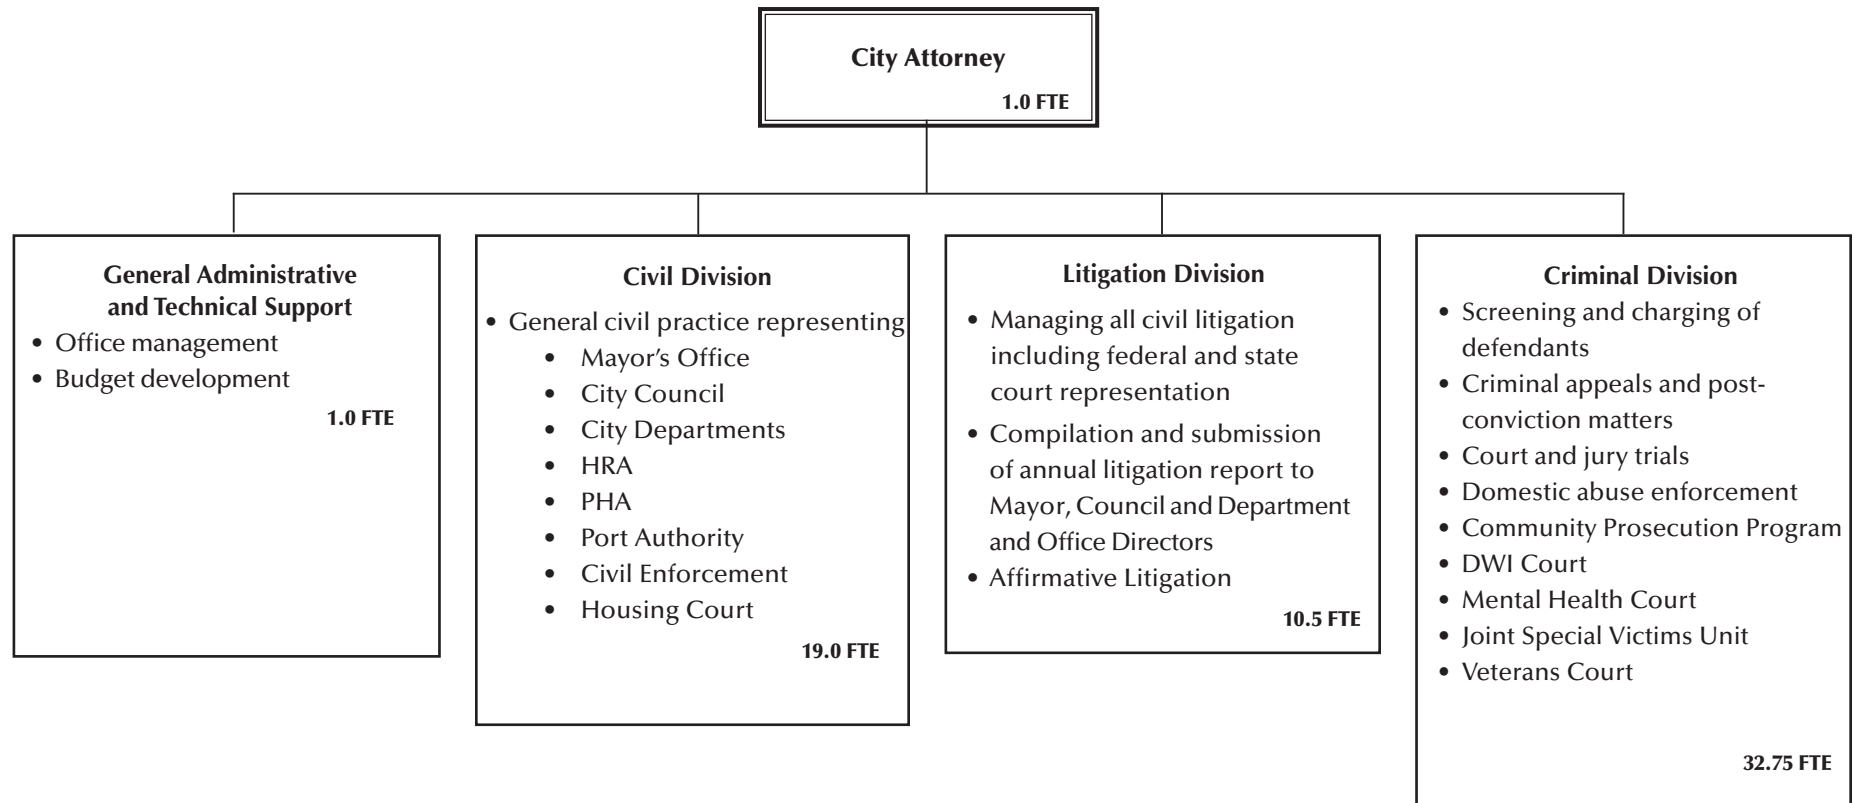 City Attorney
1.0 FTE
General Administrative
and Technical Support
• Office management
• Budget development
1.0 FTE
Civil Division
• General civil practice representing
• Mayor’s Office
• City Council
• City Departments
• HRA
• PHA
• Port Authority
• Civil Enforcement
• Housing Court
19.0 FTE
Litigation Division
• Managing all civil litigation
including federal and state
court representation
• Compilation and submission
of annual litigation report to
Mayor, Council and Department
and Office Directors
• Affirmative Litigation
10.5 FTE
Criminal Division
• Screening and charging of
defendants
• Criminal appeals and post-
conviction matters
• Court and jury trials
• Domestic abuse enforcement
• Community Prosecution Program
• DWI Court
• Mental Health Court
• Joint Special Victims Unit
• Veterans Court
32.75 FTE